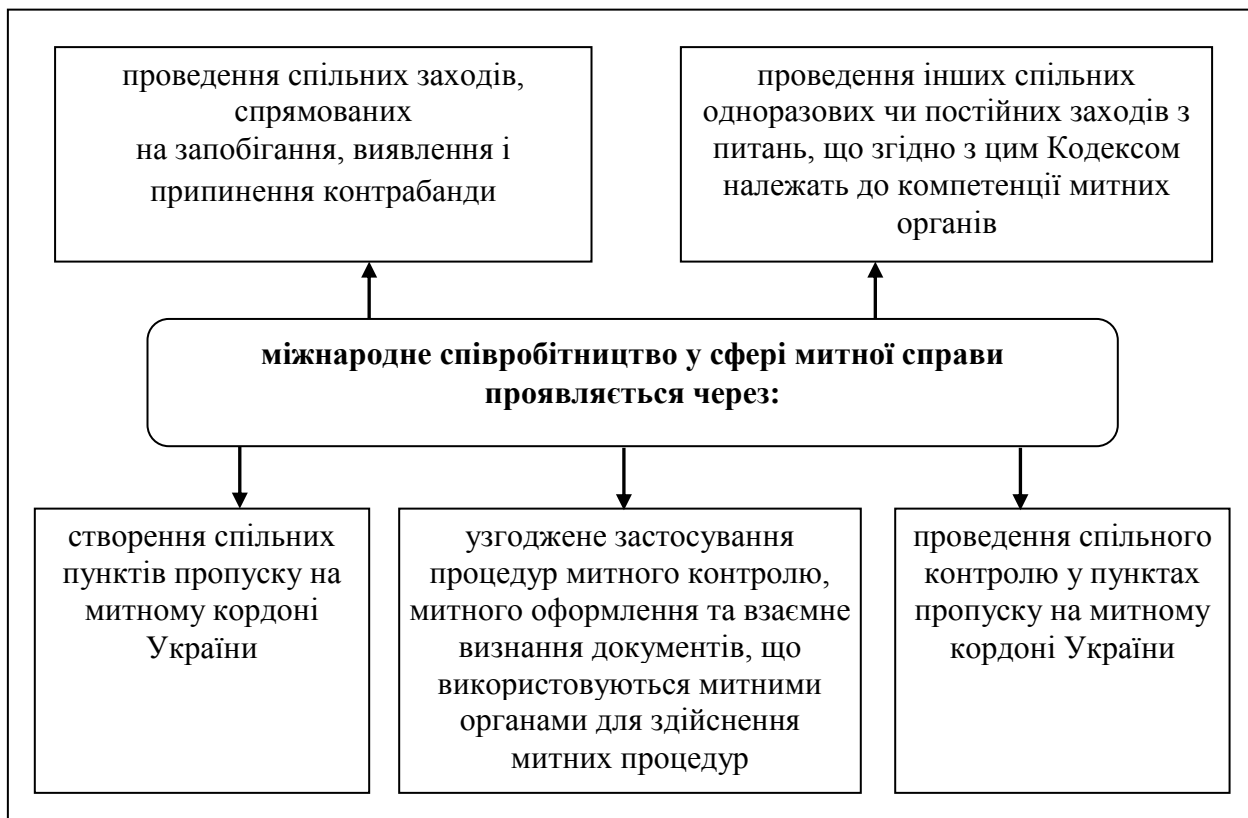 проведення спільних заходів,
спрямованих
на запобігання, виявлення і
припинення контрабанди
проведення інших спільних
одноразових чи постійних заходів з
питань, що згідно з цим Кодексом
належать до компетенції митних
органів
міжнародне співробітництво у сфері митної справи
проявляється через:
створення спільних
пунктів пропуску на
митному кордоні
України
узгоджене застосування
процедур митного контролю,
митного оформлення та взаємне
визнання документів, що
використовуються митними
органами для здійснення
митних процедур
проведення спільного
контролю у пунктах
пропуску на митному
кордоні України